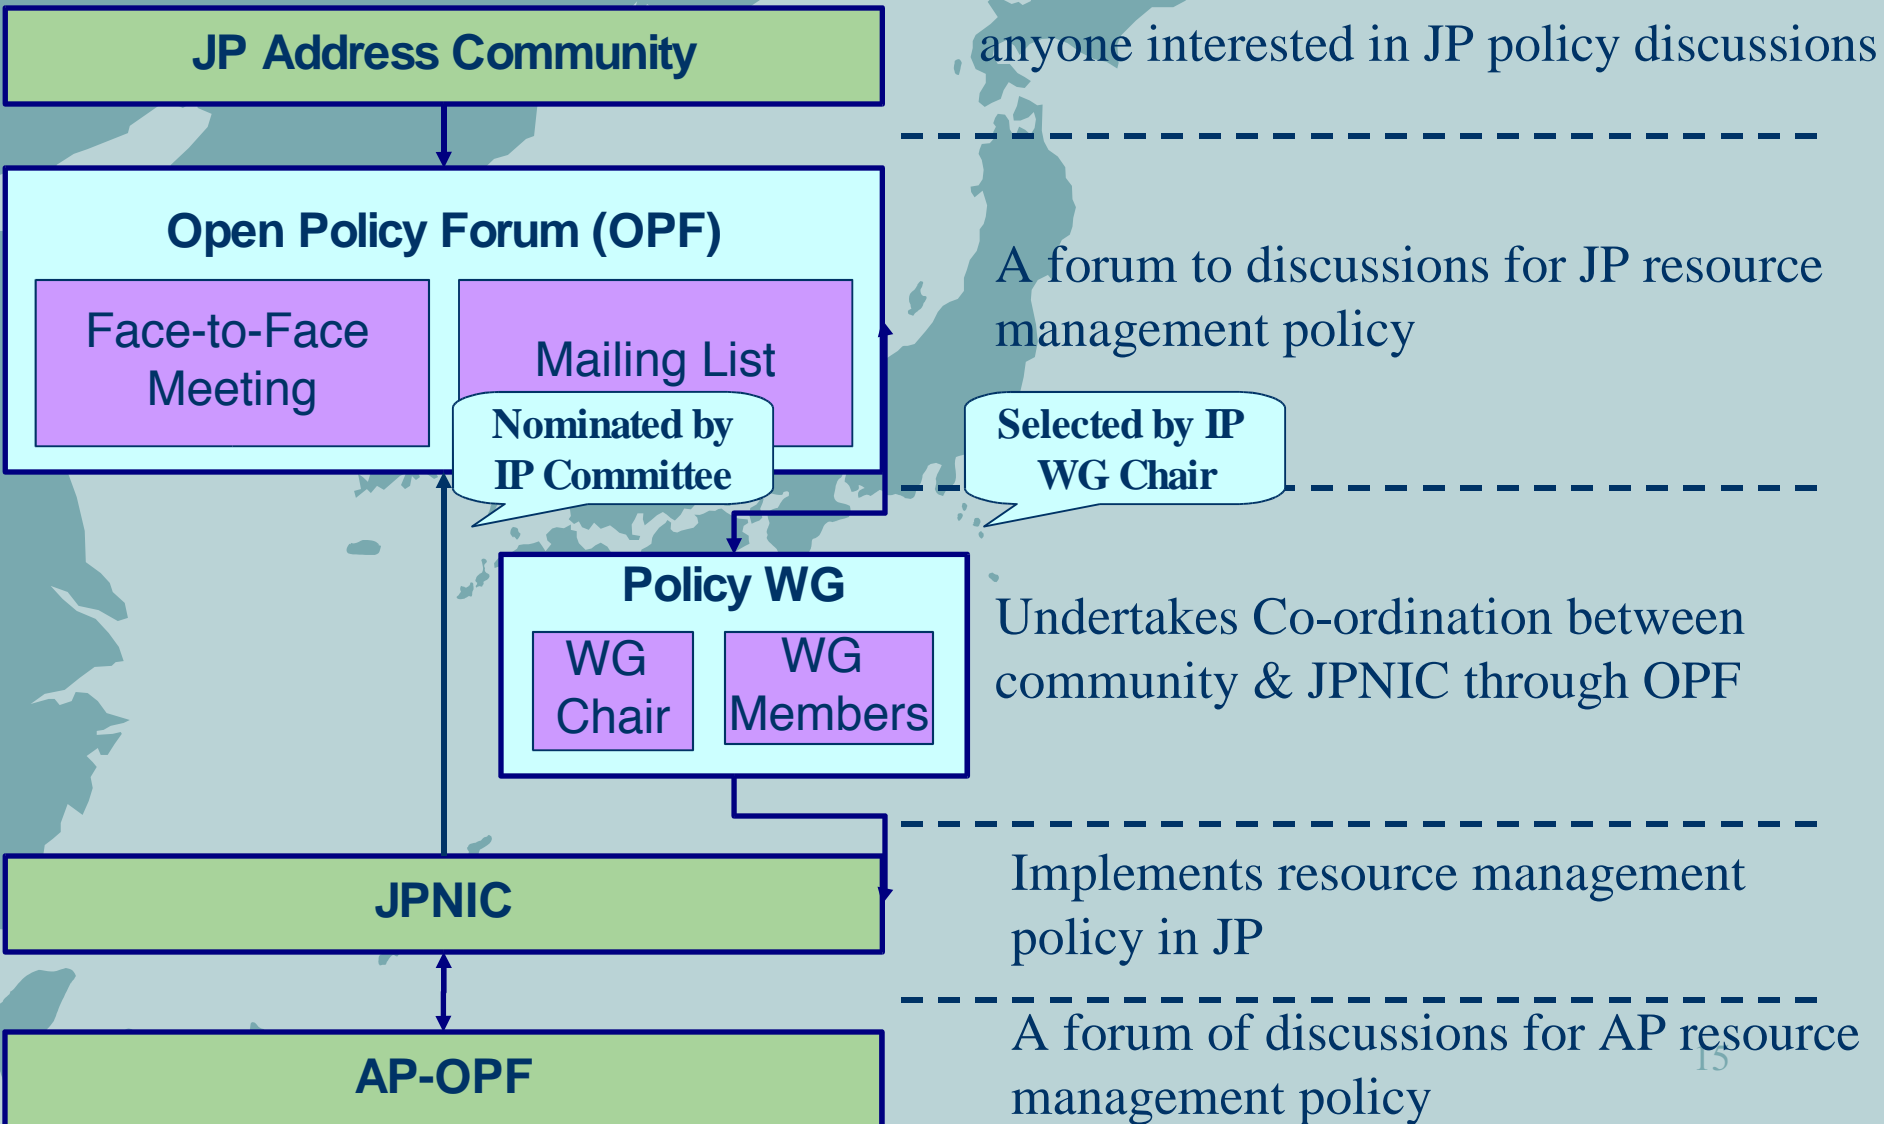 JP Address Community
anyone interested in JP policy discussions
Open Policy Forum (OPF)
Face-to-Face
Meeting
Mailing List
A forum to discussions for JP resource
management policy
Nominated by
IP Committee
Selected by IP
WG Chair
Policy WG
WG
Chair
WG
Members
Undertakes Co-ordination between
community & JPNIC through OPF
JPNIC
Implements resource management
policy in JP
AP-OPF
A forum of discussions for AP resource
management policy
15